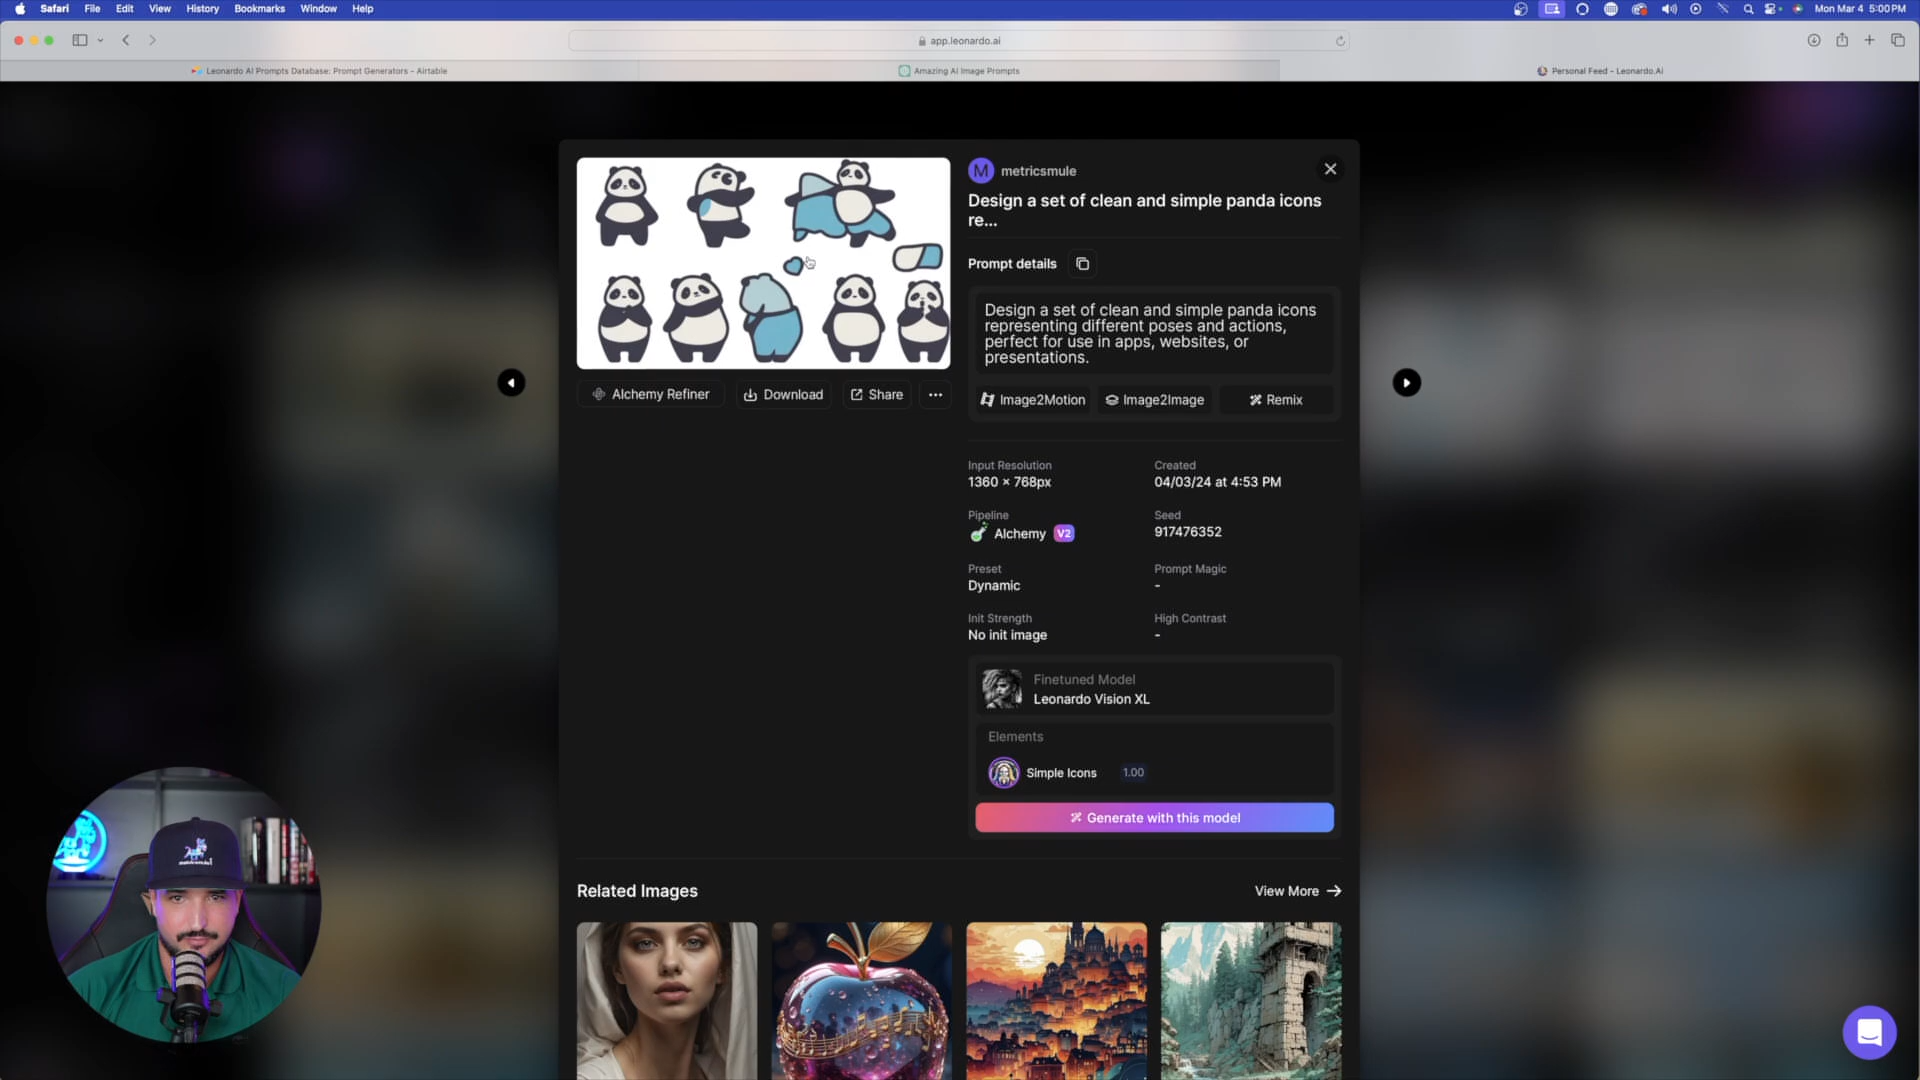 Safari File Edit View History Bookmarks Window Help
Mon Mar 4 5:00PM
app.leonardo.ai
Leonardo AI Prompts Database: Prompt Generators - Airtable
Amazing Ai Image Prompts
Personal Feed - Leonardo.Ai
M metricsmule
Design a set of clean and simple panda icons
re...
Prompt details
Design a set of clean and simple panda icons
representing different poses and actions,
perfect for use in apps, websites, or
presentations.
Alchemy Refiner Download Share
Image2Motion Image2Image Remix
Input Resolution Created
1360 × 768px 04/03/24 at 4:53 PM
Pipeline Seed
Alchemy V2 917476352
Preset Prompt Magic
Dynamic -
Init Strength High Contrast
No init image -
Finetuned Model
Leonardo Vision XL
Elements
Simple Icons 1.00
Generate with this model
Related Images View More